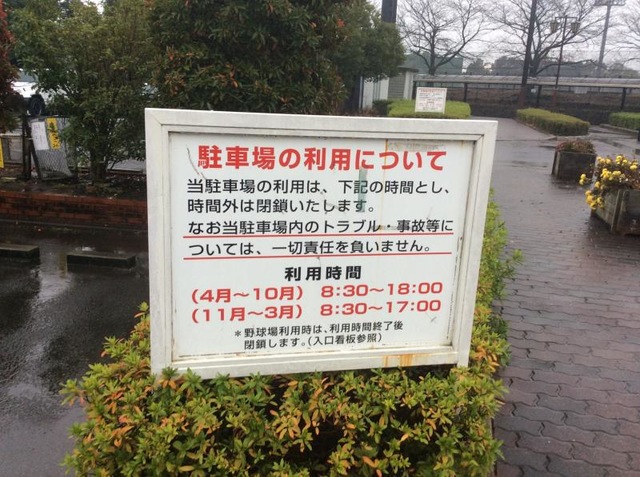 駐車場の利用について
当駐車場の利用は、下記の時間とし、
時間外は閉鎖いたします。
なお当駐車場内のトラブル・事故等に
ついては、一切責任を負いません。
利用時間
（4月〜10月） 8:30〜18:00
（11月〜3月） 8:30〜17:00
＊野球場利用時は、利用時間終了後
閉鎖します。（入口看板参照）